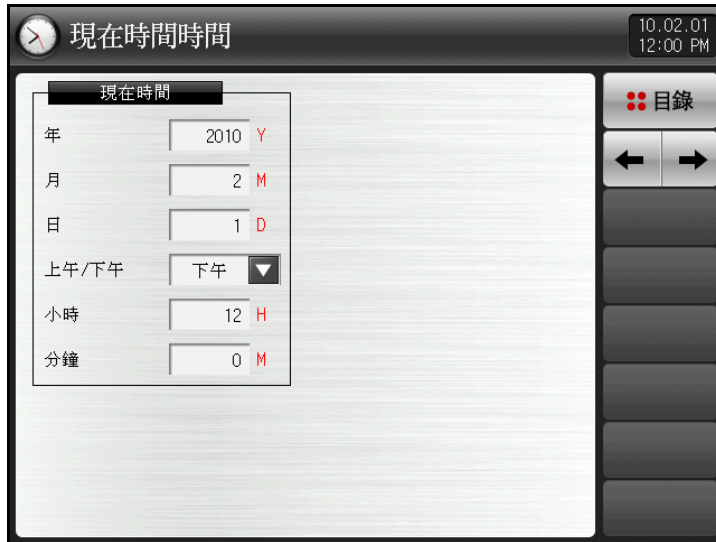 現在時間時間
10.02.01
12:00 PM
現在時間
年 2010 Y
月 2 M
日 1 D
上午/下午 下午
小時 12 H
分鐘 0 M
目錄